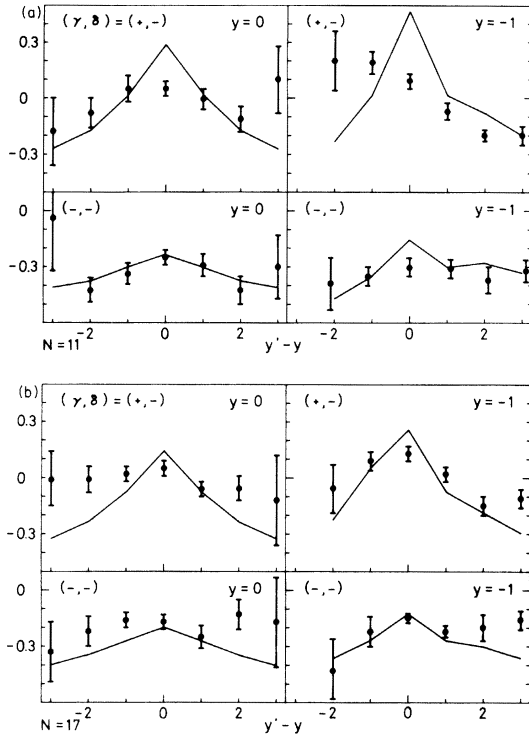 (a)
(γ, δ) = (+,-) y = 0
(+,-) y = -1
0.3
0
-0.3
(-,-) y = 0
(-,-) y = -1
0
-0.3
-2 0 2 -2 0 2
N = 11 y'-y y'-y
(b)
(γ, δ) = (+,-) y = 0
(+,-) y = -1
0.3
0
-0.3
(-,-) y = 0
(-,-) y = -1
0
-0.3
-2 0 2 -2 0 2
N = 17 y'-y y'-y